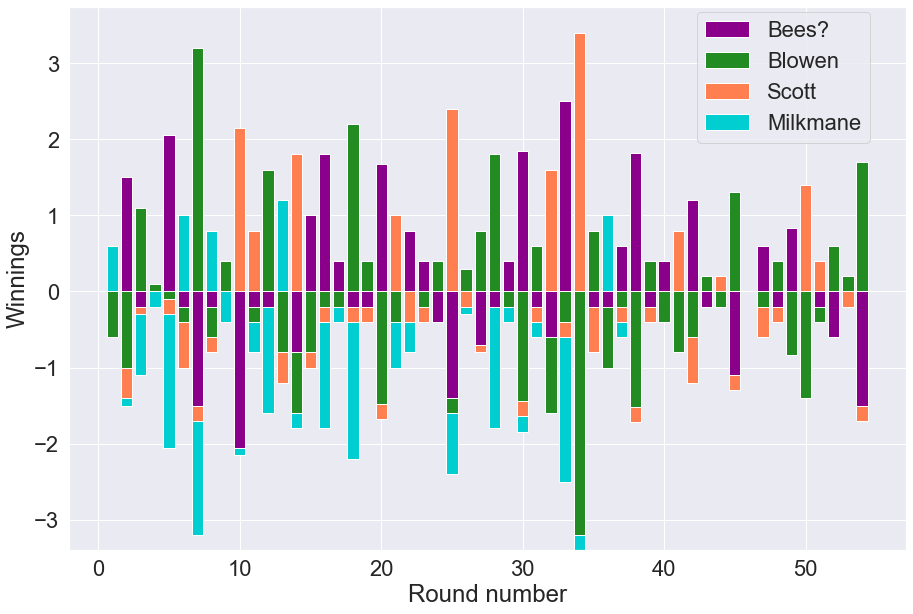 Bees?
Blowen
Scott
Milkmane
Winnings
3
2
1
0
−1
−2
−3
0 10 20 30 40 50
Round number